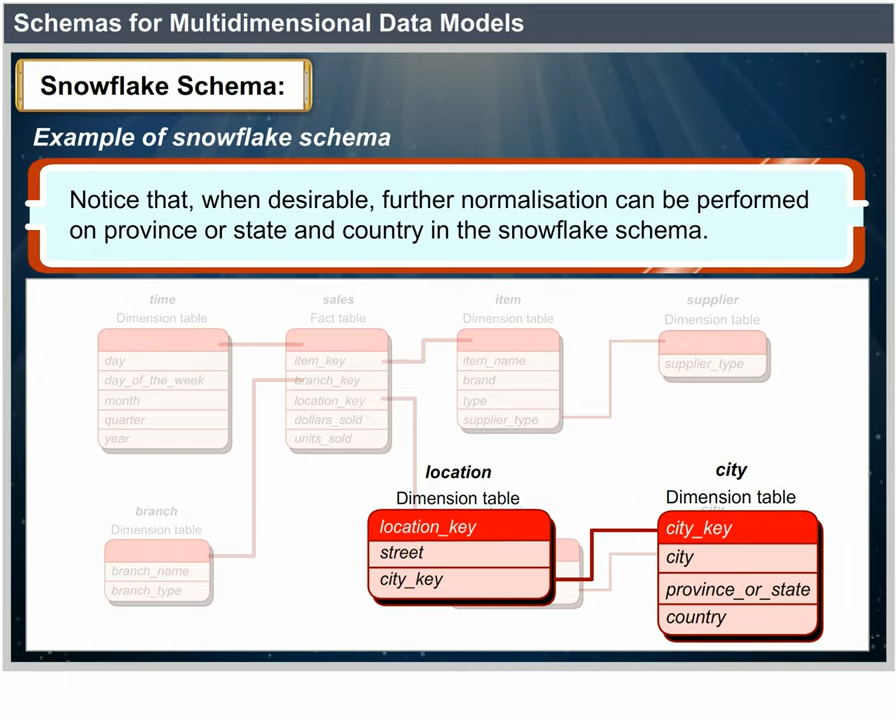 Schemas for Multidimensional Data Models
Snowflake Schema:
Example of snowflake schema
Notice that, when desirable, further normalisation can be performed
on province or state and country in the snowflake schema.
time
Dimension table
day
day_of_the_week
month
quarter
year
sales
Fact table
item_key
branch_key
location_key
dollars_sold
units_sold
item
Dimension table
item_name
brand
type
supplier_type
supplier
Dimension table
supplier_type
branch
Dimension table
branch_name
branch_type
location
Dimension table
location_key
street
city_key
city
Dimension table
city
city_key
city
province_or_state
country